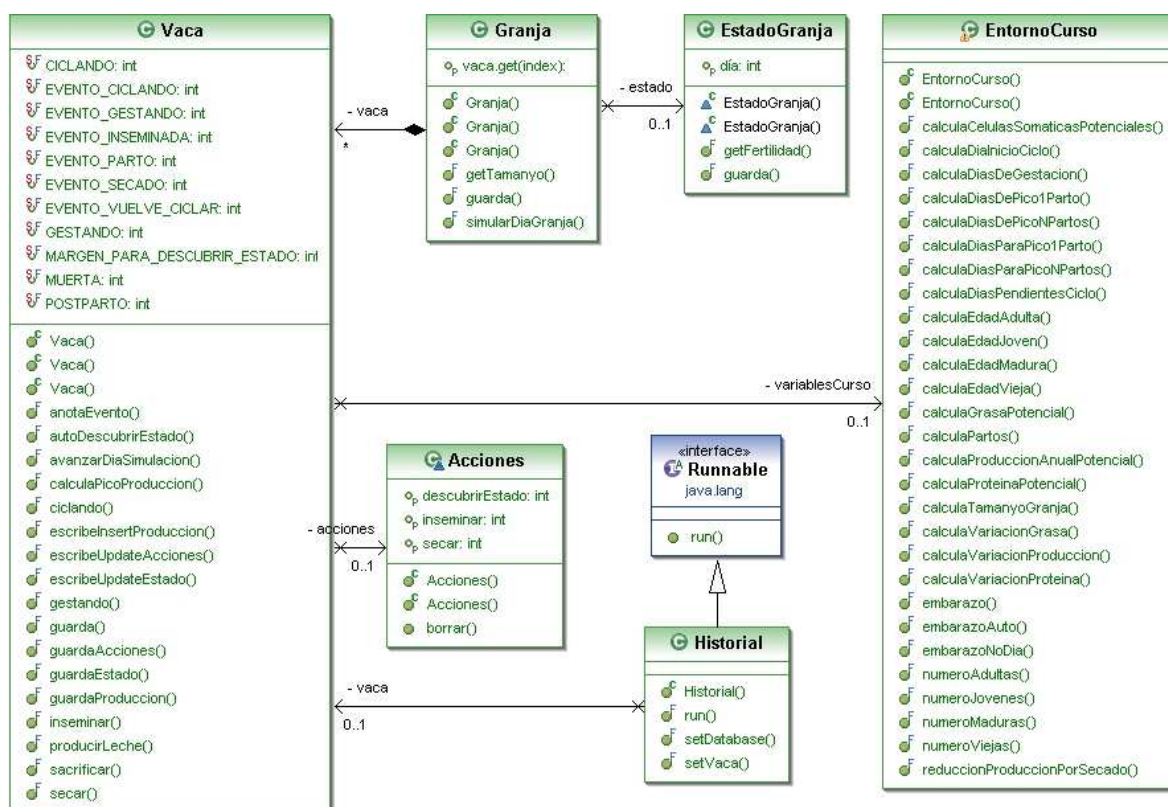 Vaca
CICLANDO: int
EVENTO_CICLANDO: int
EVENTO_GESTANDO: int
EVENTO_INSEMINADA: int
EVENTO_PARTO: int
EVENTO_SECADO: int
EVENTO_VUELVE_CICLAR: int
GESTANDO: int
MARGEN_PARA_DESCUBRIR_ESTADO: int
MUERTA: int
POSTPARTO: int
Vaca()
Vaca()
Vaca()
anotaEvento()
autoDescubrirEstado()
avanzarDiaSimulacion()
calculaPicoProduccion()
ciclando()
escribeInsertProduccion()
escribeUpdateAcciones()
escribeUpdateEstado()
gestando()
guarda()
guardaAcciones()
guardaEstado()
guardaProduccion()
inseminar()
producirLeche()
sacrificar()
secar()
- vaca
*
Granja
vaca.get(index):
Granja()
Granja()
Granja()
getTamanyo()
guarda()
simularDiaGranja()
- estado
0..1
EstadoGranja
día: int
EstadoGranja()
EstadoGranja()
getFertilidad()
guarda()
- variablesCurso
0..1
- acciones
0..1
Acciones
descubrirEstado: int
inseminar: int
secar: int
Acciones()
Acciones()
borrar()
«interface»
Runnable
java.lang
run()
- vaca
0..1
Historial
Historial()
run()
setDatabase()
setVaca()
EntornoCurso
EntornoCurso()
EntornoCurso()
calculaCelulasSomaticasPotenciales()
calculaDiaInicioCiclo()
calculaDiasDeGestacion()
calculaDiasDePico1Parto()
calculaDiasDePicoNPartos()
calculaDiasParaPico1Parto()
calculaDiasParaPicoNPartos()
calculaDiasPendientesCiclo()
calculaEdadAdulta()
calculaEdadJoven()
calculaEdadMadura()
calculaEdadVieja()
calculaGrasaPotencial()
calculaPartos()
calculaProduccionAnualPotencial()
calculaProteinaPotencial()
calculaTamanyoGranja()
calculaVariacionGrasa()
calculaVariacionProduccion()
calculaVariacionProteina()
embarazo()
embarazoAuto()
embarazoNoDia()
numeroAdultas()
numeroJovenes()
numeroMaduras()
numeroViejas()
reduccionProduccionPorSecado()